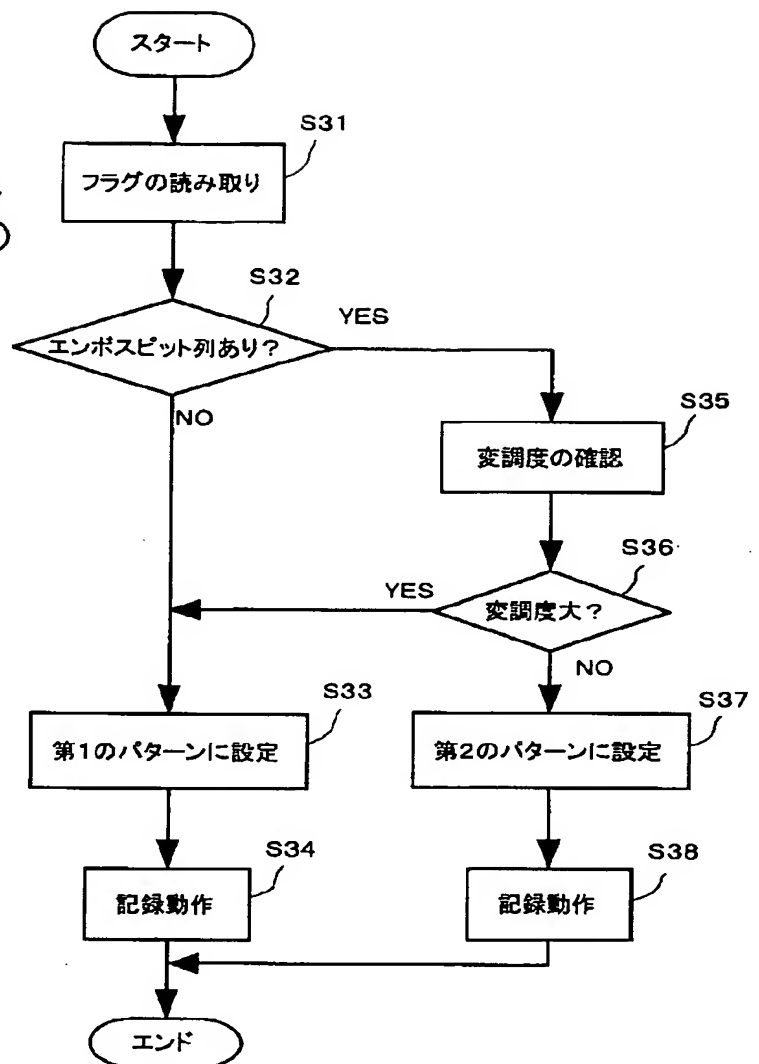 スタート
S31
フラグの読み取り
S32
エンボスピット列あり?
YES
NO
S35
変調度の確認
S36
YES
変調度大?
NO
S33
S37
第1のパターンに設定
第2のパターンに設定
S34
S38
記録動作
記録動作
エンド